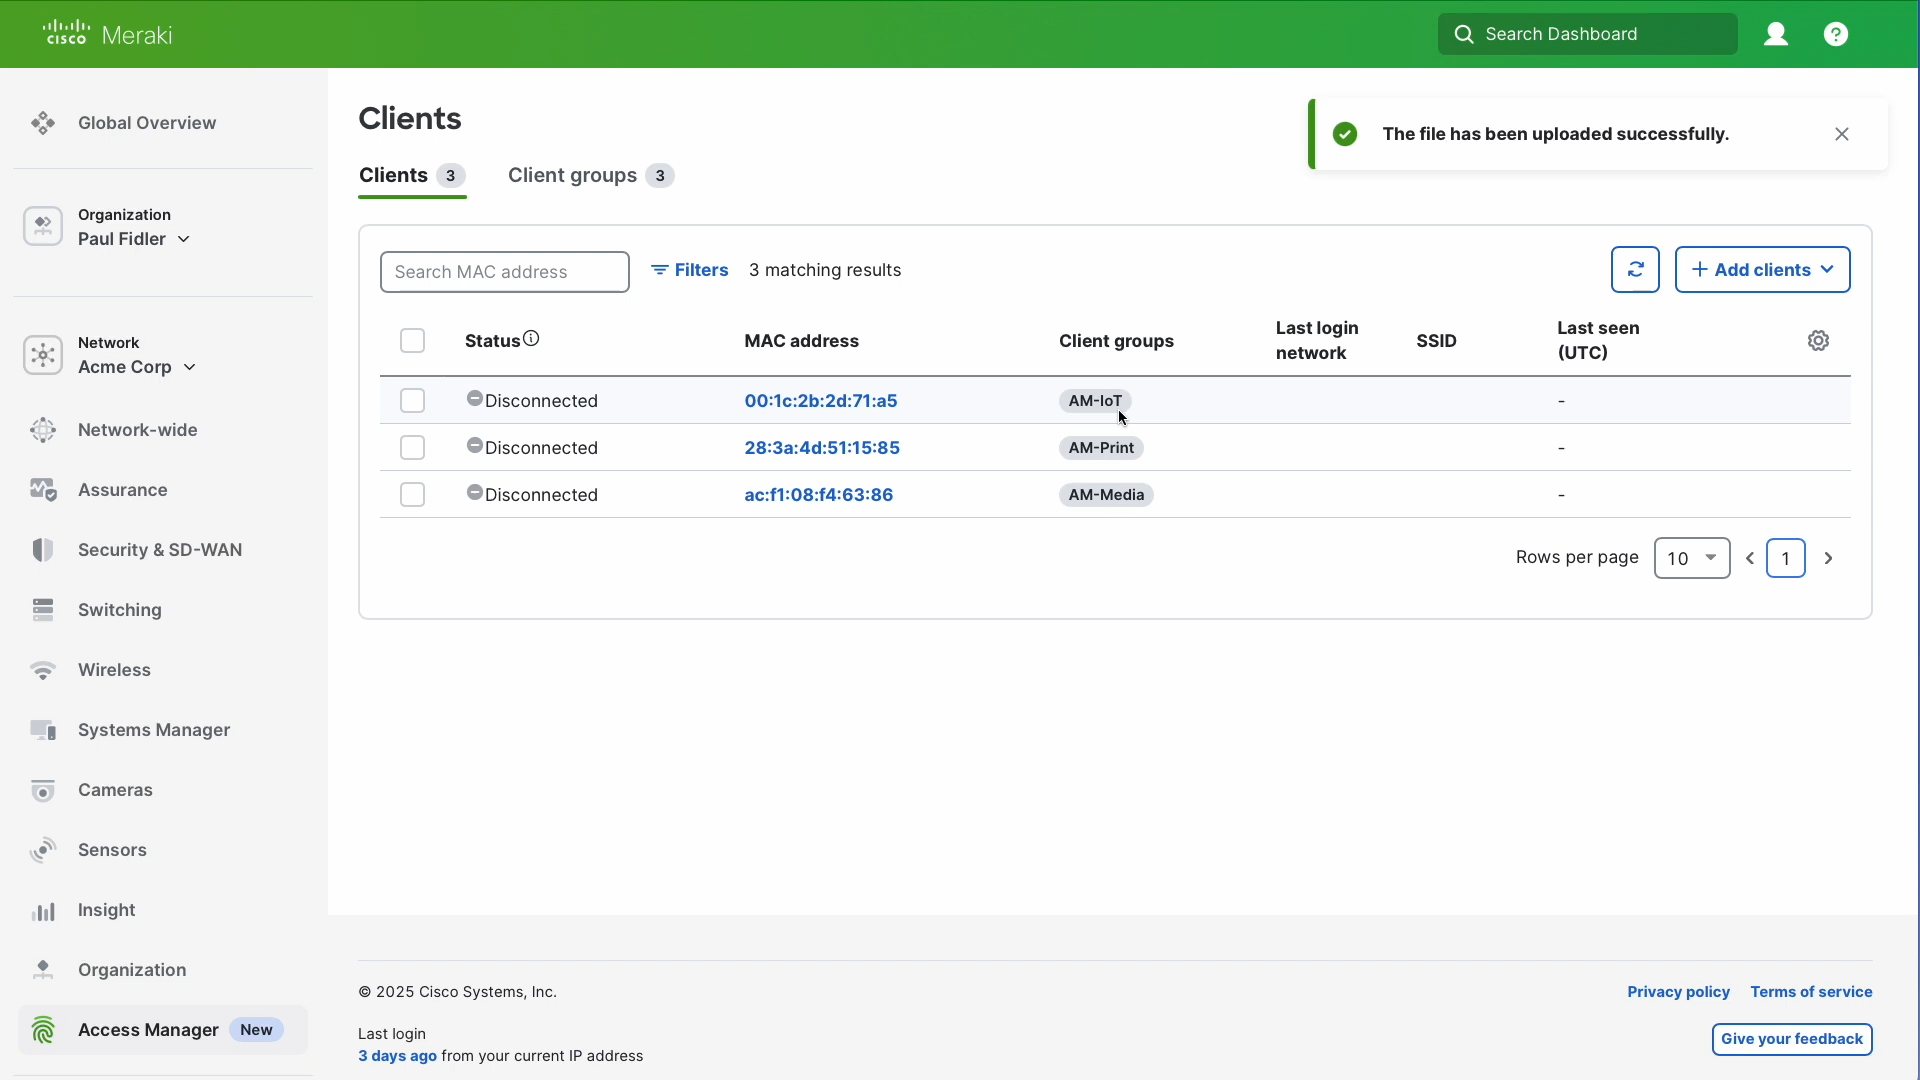 CISCO Meraki
Search Dashboard
?
Global Overview
Organization
Paul Fidler
Network
Acme Corp
Network-wide
Assurance
Security & SD-WAN
Switching
Wireless
Systems Manager
Cameras
Sensors
Insight
Organization
Access Manager New
Clients
The file has been uploaded successfully.
Clients 3 Client groups 3
Search MAC address Filters 3 matching results + Add clients
Status MAC address Client groups Last login network SSID Last seen (UTC)
Disconnected 00:1c:2b:2d:71:a5 AM-IoT -
Disconnected 28:3a:4d:51:15:85 AM-Print -
Disconnected ac:f1:08:f4:63:86 AM-Media -
Rows per page 10 1
© 2025 Cisco Systems, Inc. Privacy policy Terms of service
Last login
3 days ago from your current IP address
Give your feedback